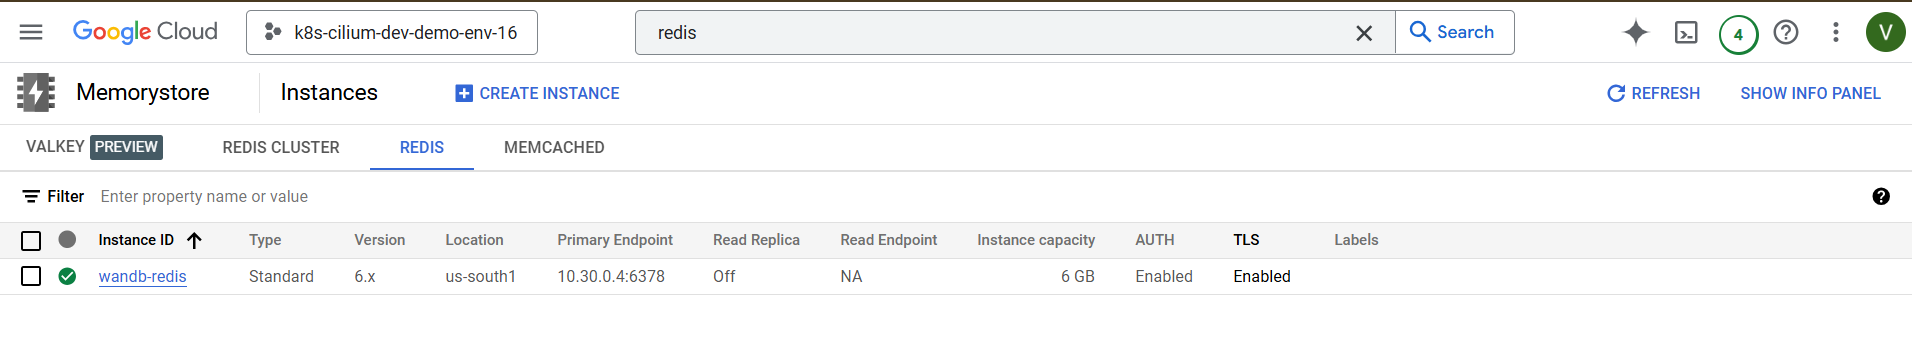 Google Cloud k8s-cilium-dev-demo-env-16 redis Search 4 V
Memorystore Instances CREATE INSTANCE REFRESH SHOW INFO PANEL
VALKEY PREVIEW REDIS CLUSTER REDIS MEMCACHED
Filter Enter property name or value
Instance ID Type Version Location Primary Endpoint Read Replica Read Endpoint Instance capacity AUTH TLS Labels
wandb-redis Standard 6.x us-south1 10.30.0.4:6378 Off NA 6 GB Enabled Enabled